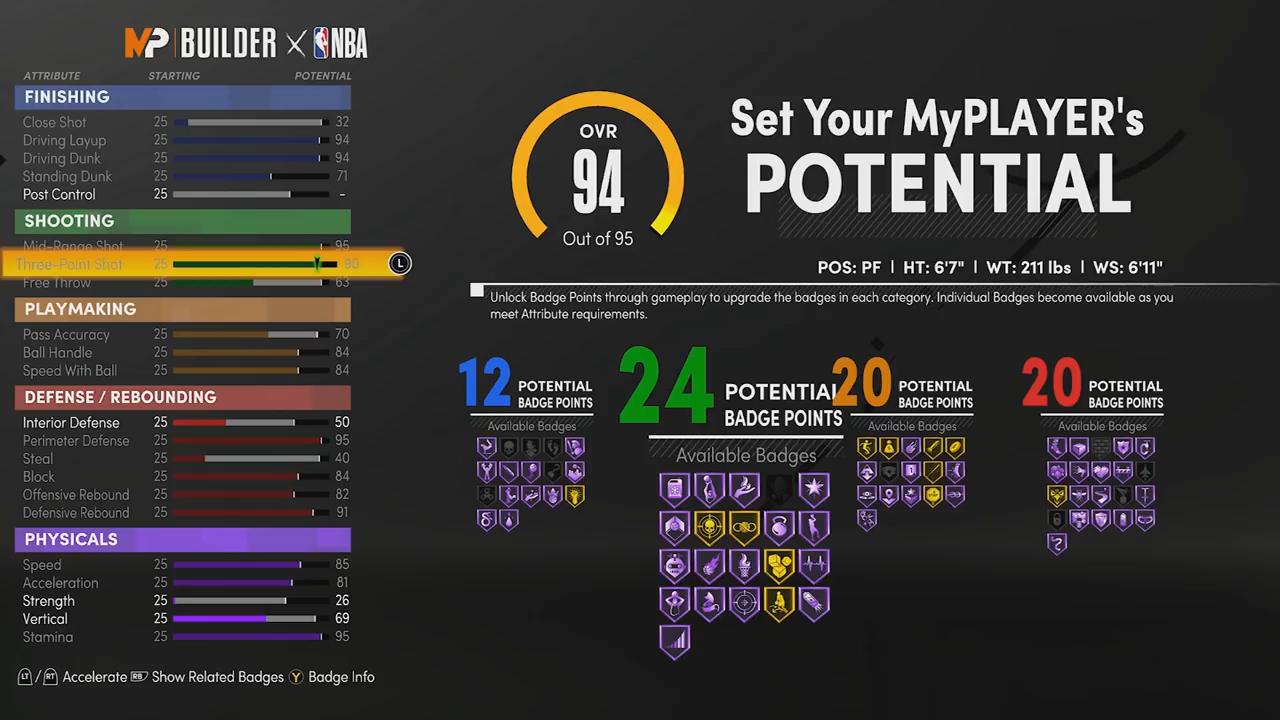 MP | BUILDER X NBA
ATTRIBUTE STARTING POTENTIAL
FINISHING
Close Shot 25 32
Driving Layup 25 94
Driving Dunk 25 94
Standing Dunk 25 71
Post Control 25 -
SHOOTING
Mid-Range Shot 25 95
Three-Point Shot 25 90 L
Free Throw 25 63
PLAYMAKING
Pass Accuracy 25 70
Ball Handle 25 84
Speed With Ball 25 84
DEFENSE / REBOUNDING
Interior Defense 25 50
Perimeter Defense 25 95
Steal 25 40
Block 25 84
Offensive Rebound 25 82
Defensive Rebound 25 91
PHYSICALS
Speed 25 85
Acceleration 25 81
Strength 25 26
Vertical 25 69
Stamina 25 95
LT / RT Accelerate RB Show Related Badges Y Badge Info
OVR
94
Out of 95
Set Your MyPLAYER's
POTENTIAL
POS: PF | HT: 6'7" | WT: 211 lbs | WS: 6'11"
Unlock Badge Points through gameplay to upgrade the badges in each category. Individual Badges become available as you
meet Attribute requirements.
12 POTENTIAL
BADGE POINTS
Available Badges
24 POTENTIAL
BADGE POINTS
Available Badges
20 POTENTIAL
BADGE POINTS
Available Badges
20 POTENTIAL
BADGE POINTS
Available Badges